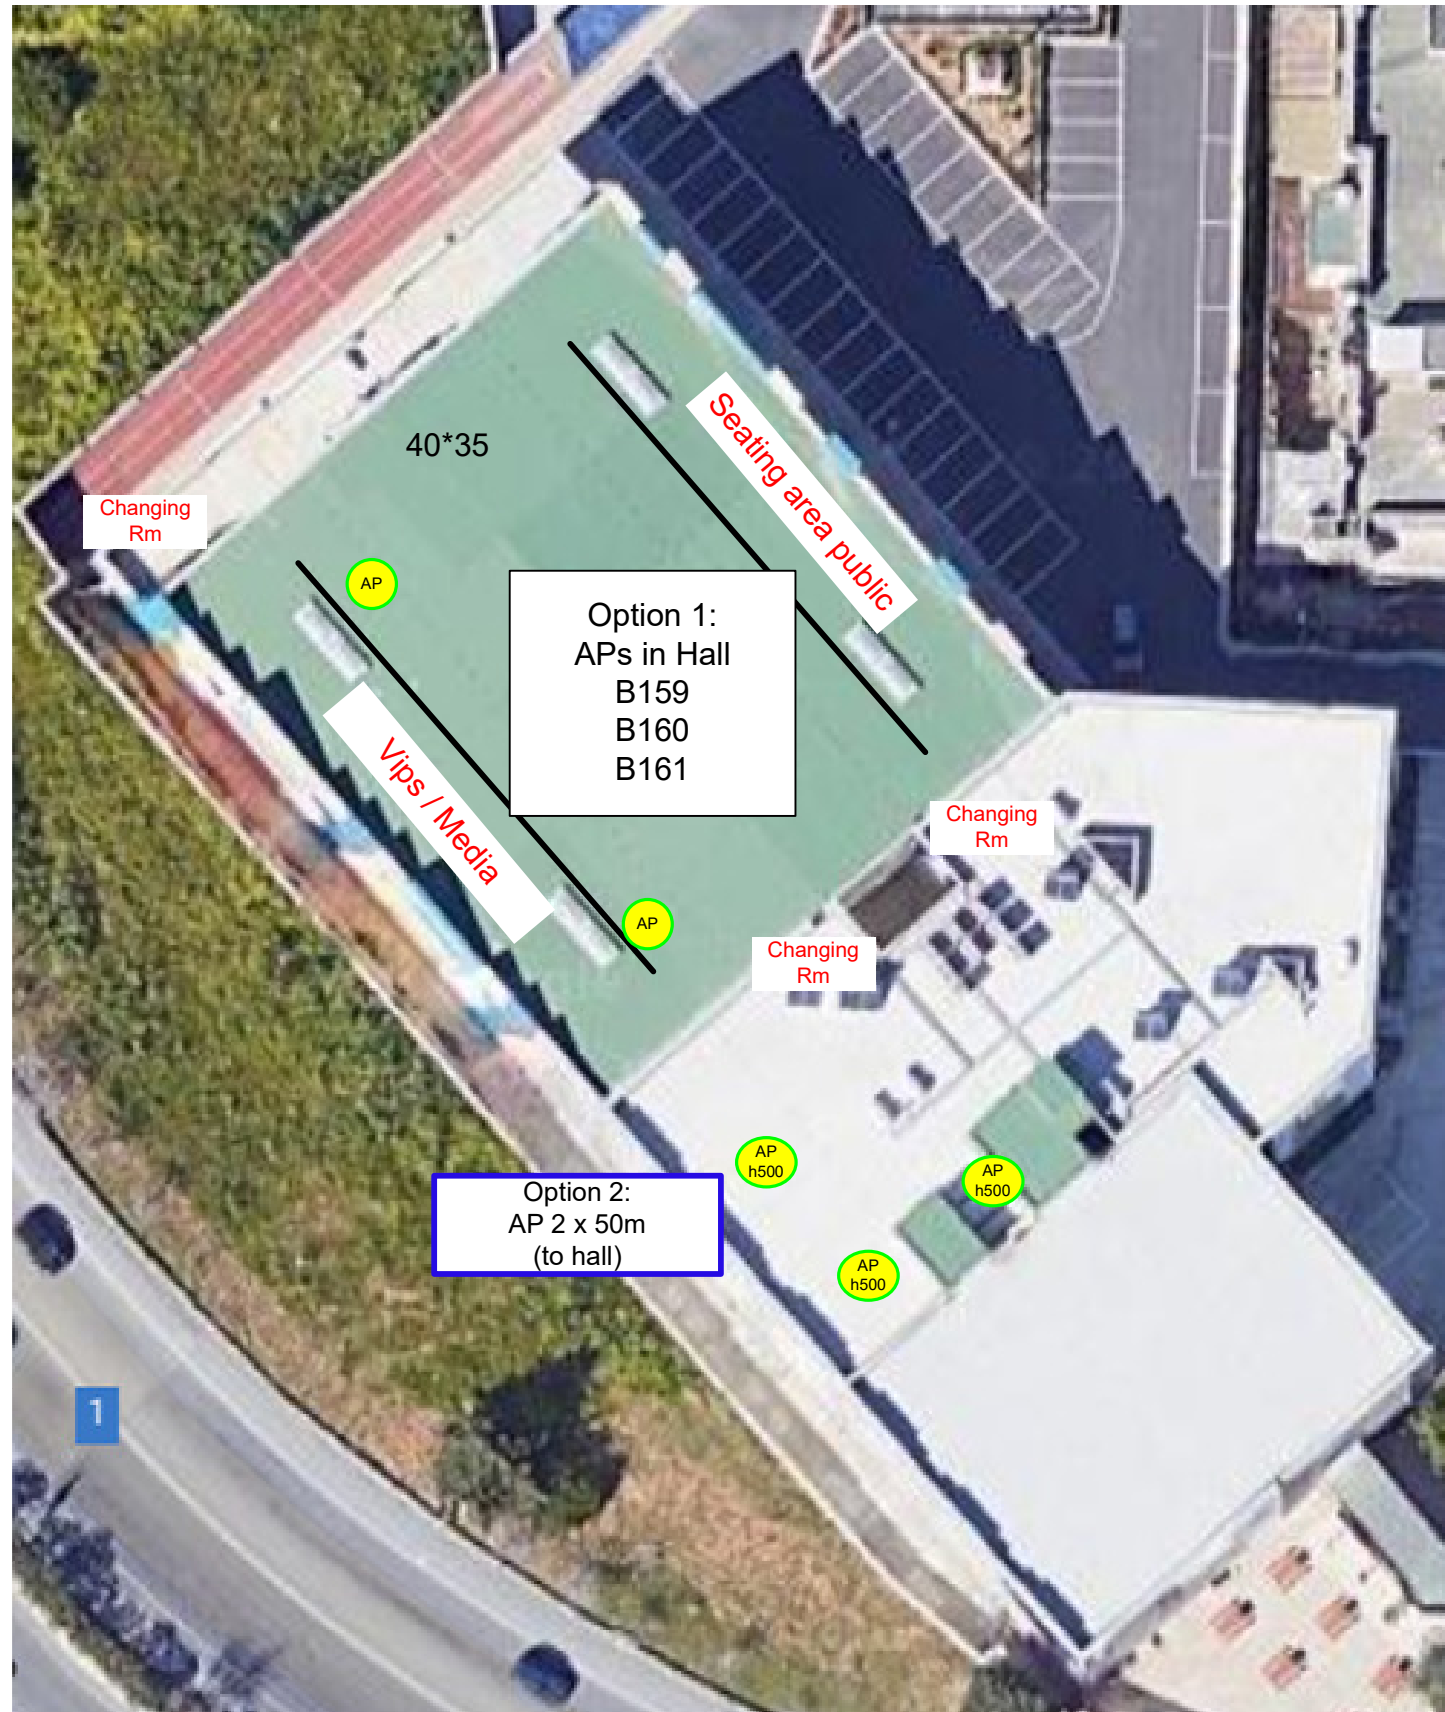 40*35
Seating area public
Changing
Rm
AP
Option 1:
APs in Hall
B159
B160
B161
Vips / Media
Changing
Rm
AP
Changing
Rm
AP
h500
AP
h500
Option 2:
AP 2 x 50m
(to hall)
AP
h500
1